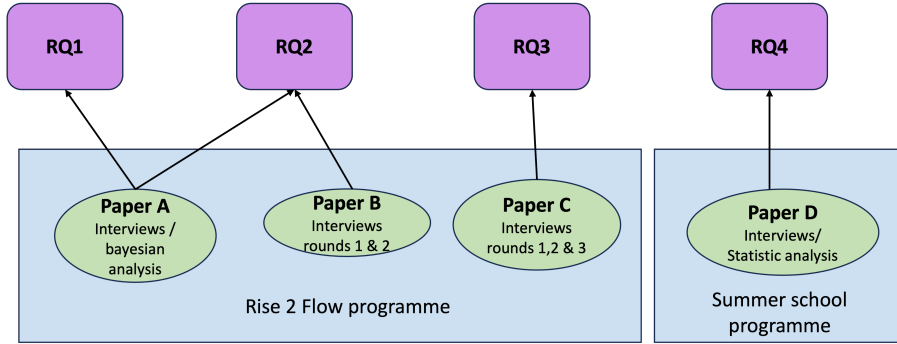 RQ1
RQ2
RQ3
RQ4
Paper A
Interviews /
bayesian
analysis
Paper B
Interviews
rounds 1 & 2
Paper C
Interviews
rounds 1,2 & 3
Paper D
Interviews/
Statistic analysis
Rise 2 Flow programme
Summer school
programme